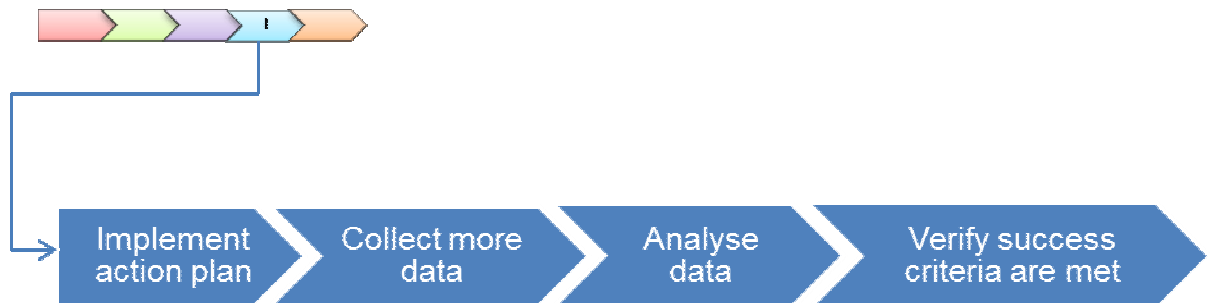 I
Implement
action plan
Collect more
data
Analyse
data
Verify success
criteria are met